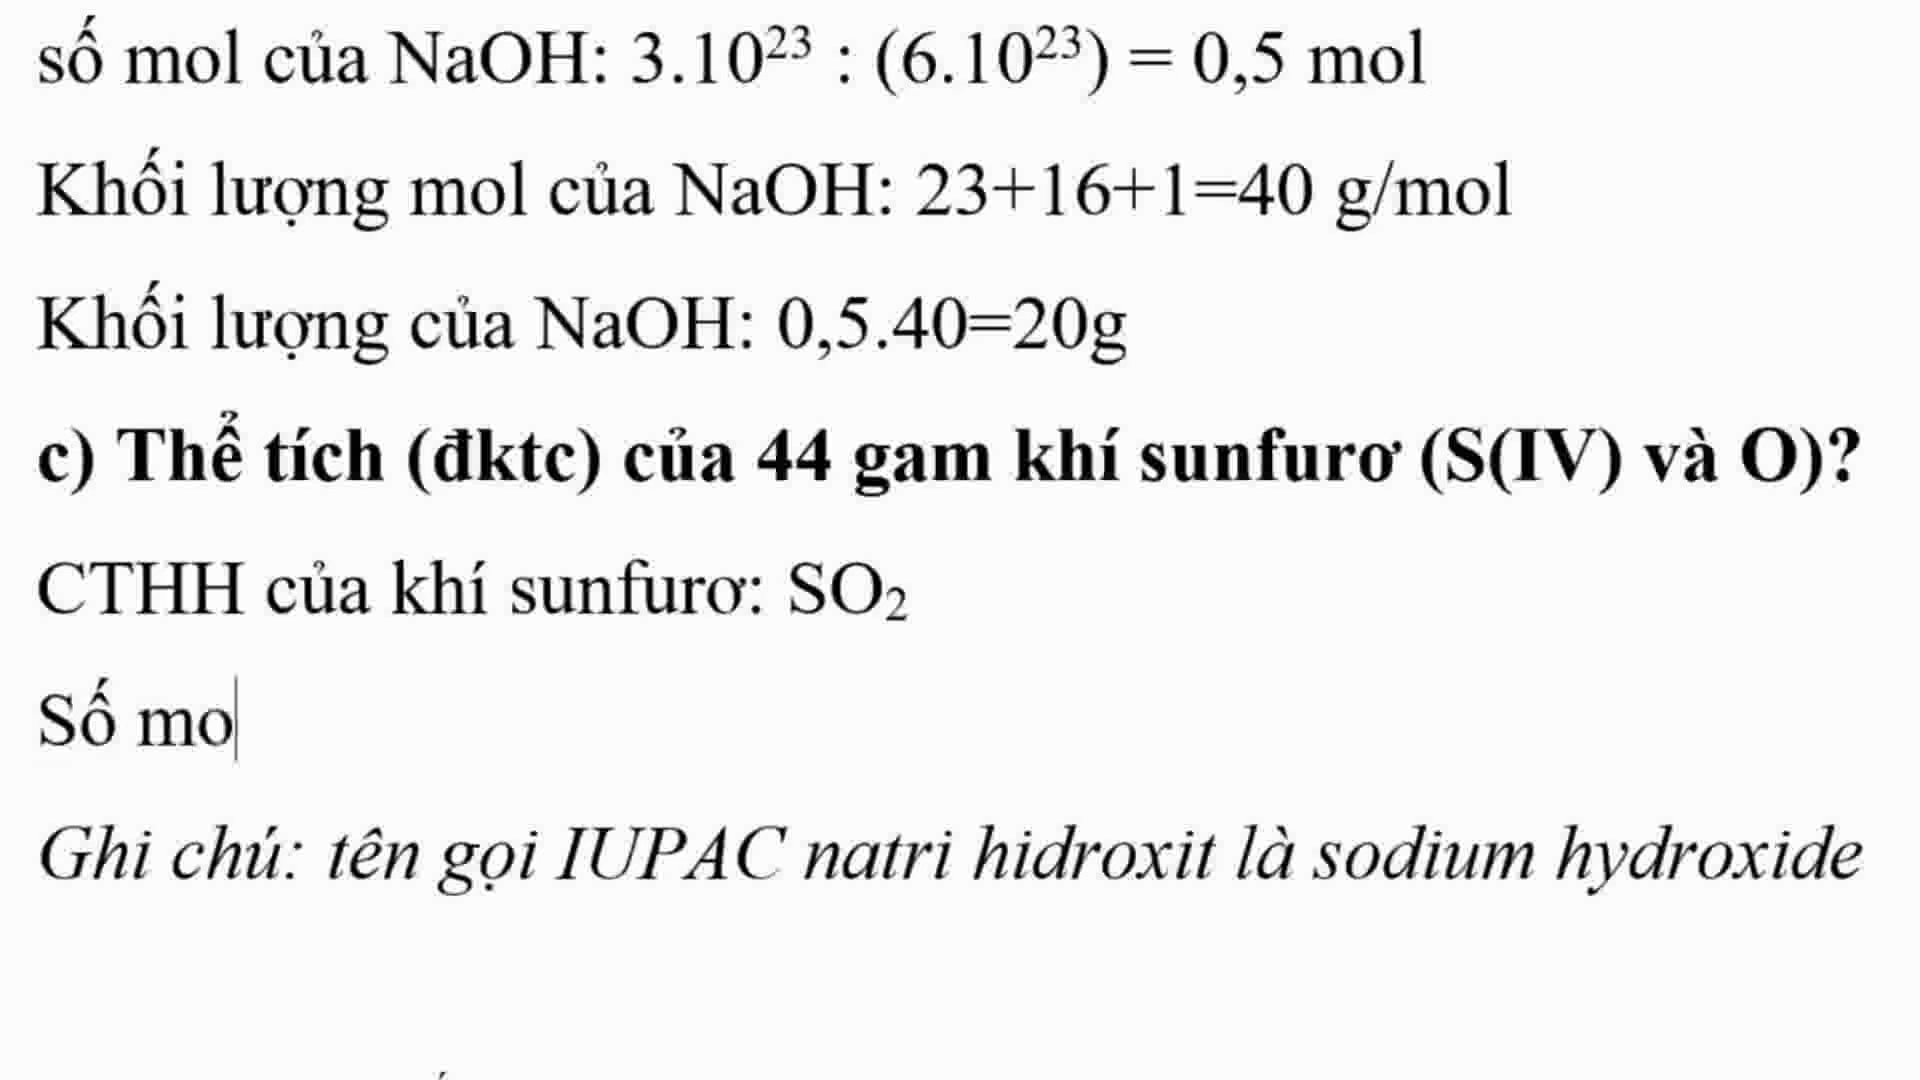 số mol của NaOH: 3.10²³ : (6.10²³) = 0,5 mol
Khối lượng mol của NaOH: 23+16+1=40 g/mol
Khối lượng của NaOH: 0,5.40=20g
c) Thể tích (đktc) của 44 gam khí sunfurơ (S(IV) và O)?
CTHH của khí sunfurơ: SO₂
Số mo
Ghi chú: tên gọi IUPAC natri hidroxit là sodium hydroxide